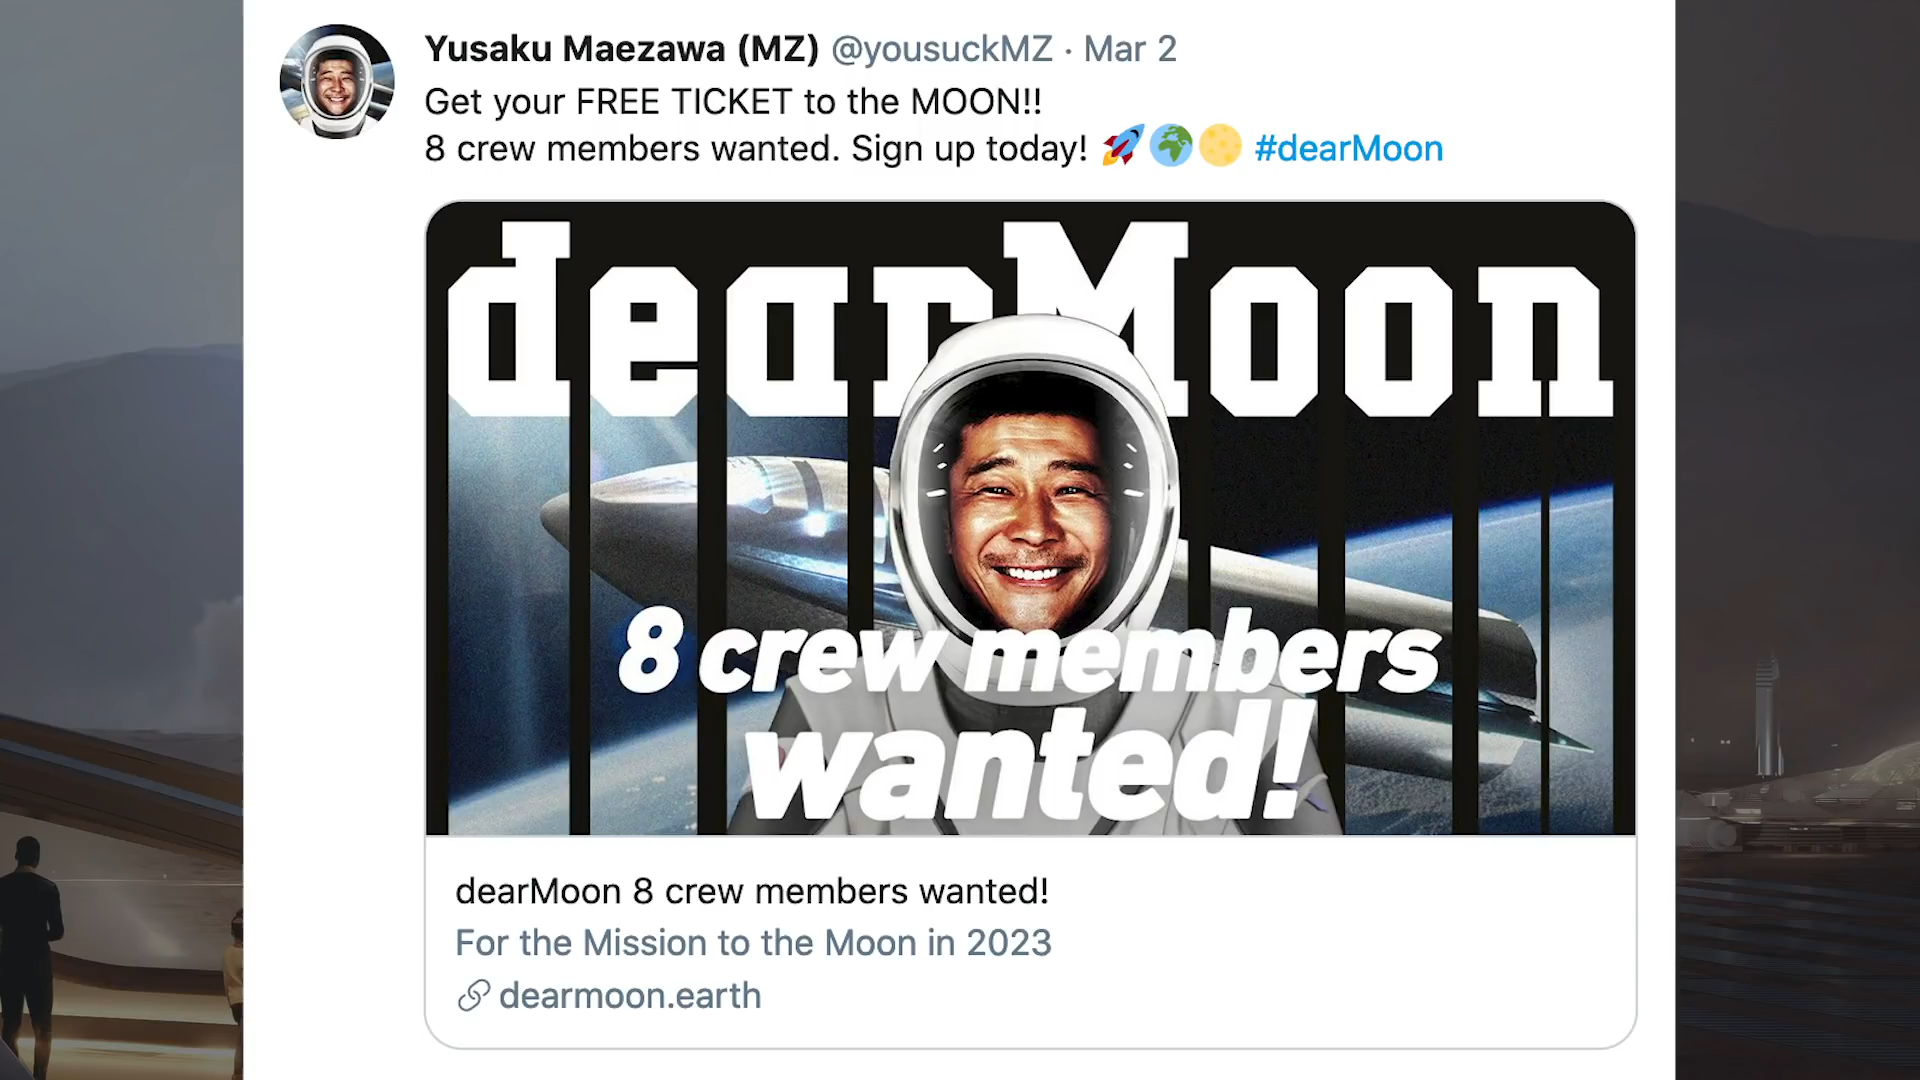 Yusaku Maezawa (MZ) @yousuckMZ · Mar 2
Get your FREE TICKET to the MOON!!
8 crew members wanted. Sign up today! 🚀🌍🌕 #dearMoon
dearMoon
8 crew members
wanted!
dearMoon 8 crew members wanted!
For the Mission to the Moon in 2023
dearmoon.earth